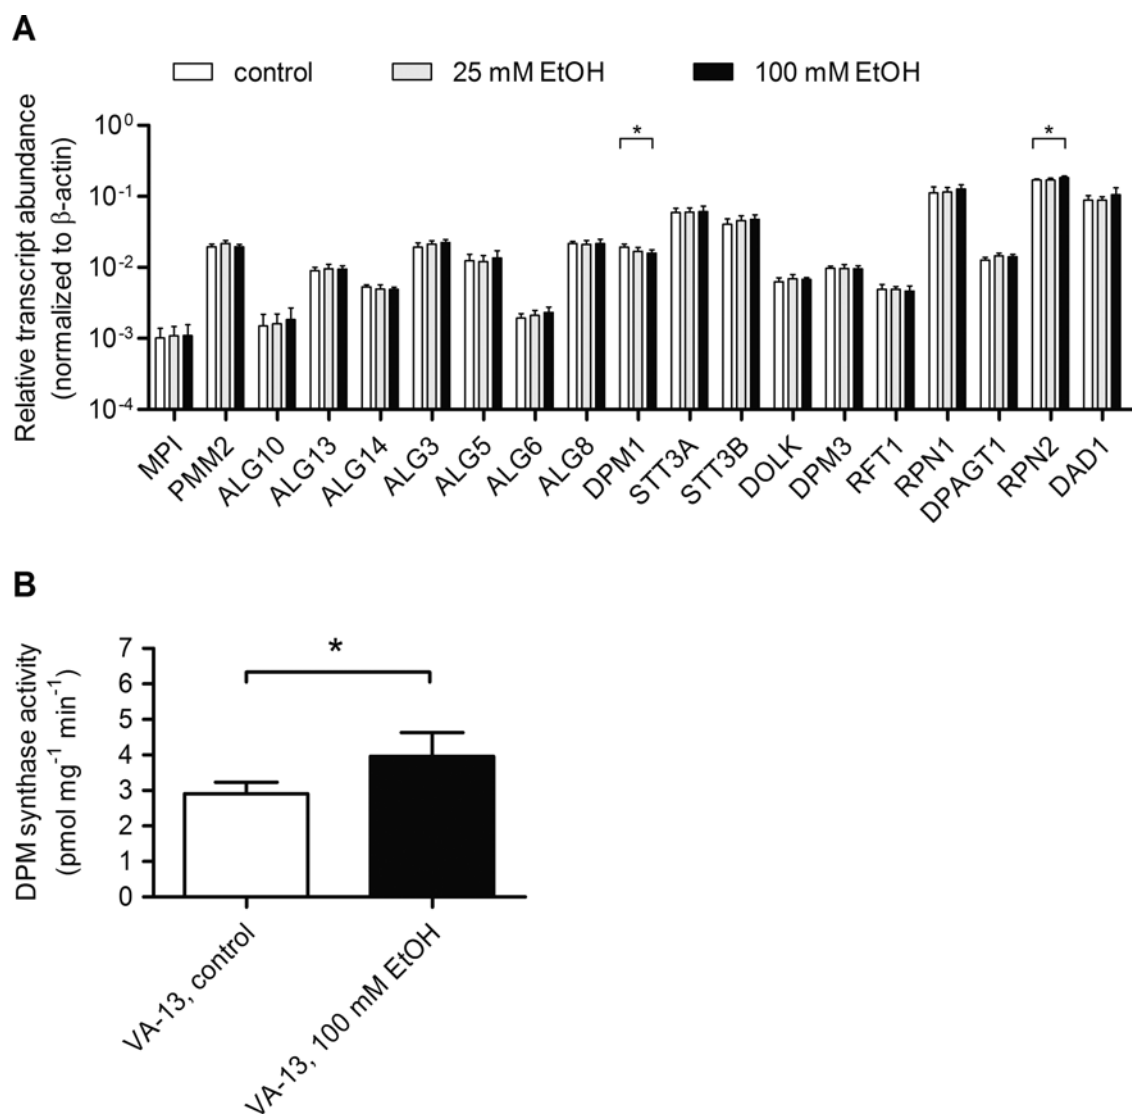 A
control 25 mM EtOH 100 mM EtOH
Relative transcript abundance
(normalized to β-actin)
10⁰
10⁻¹
10⁻²
10⁻³
10⁻⁴
* *
MPI PMM2 ALG10 ALG13 ALG14 ALG3 ALG5 ALG6 ALG8 DPM1 STT3A STT3B DOLK DPM3 RFT1 RPN1 DPAGT1 RPN2 DAD1
B
DPM synthase activity
(pmol mg⁻¹ min⁻¹)
7
6
5
4
3
2
1
0
*
VA-13, control
VA-13, 100 mM EtOH